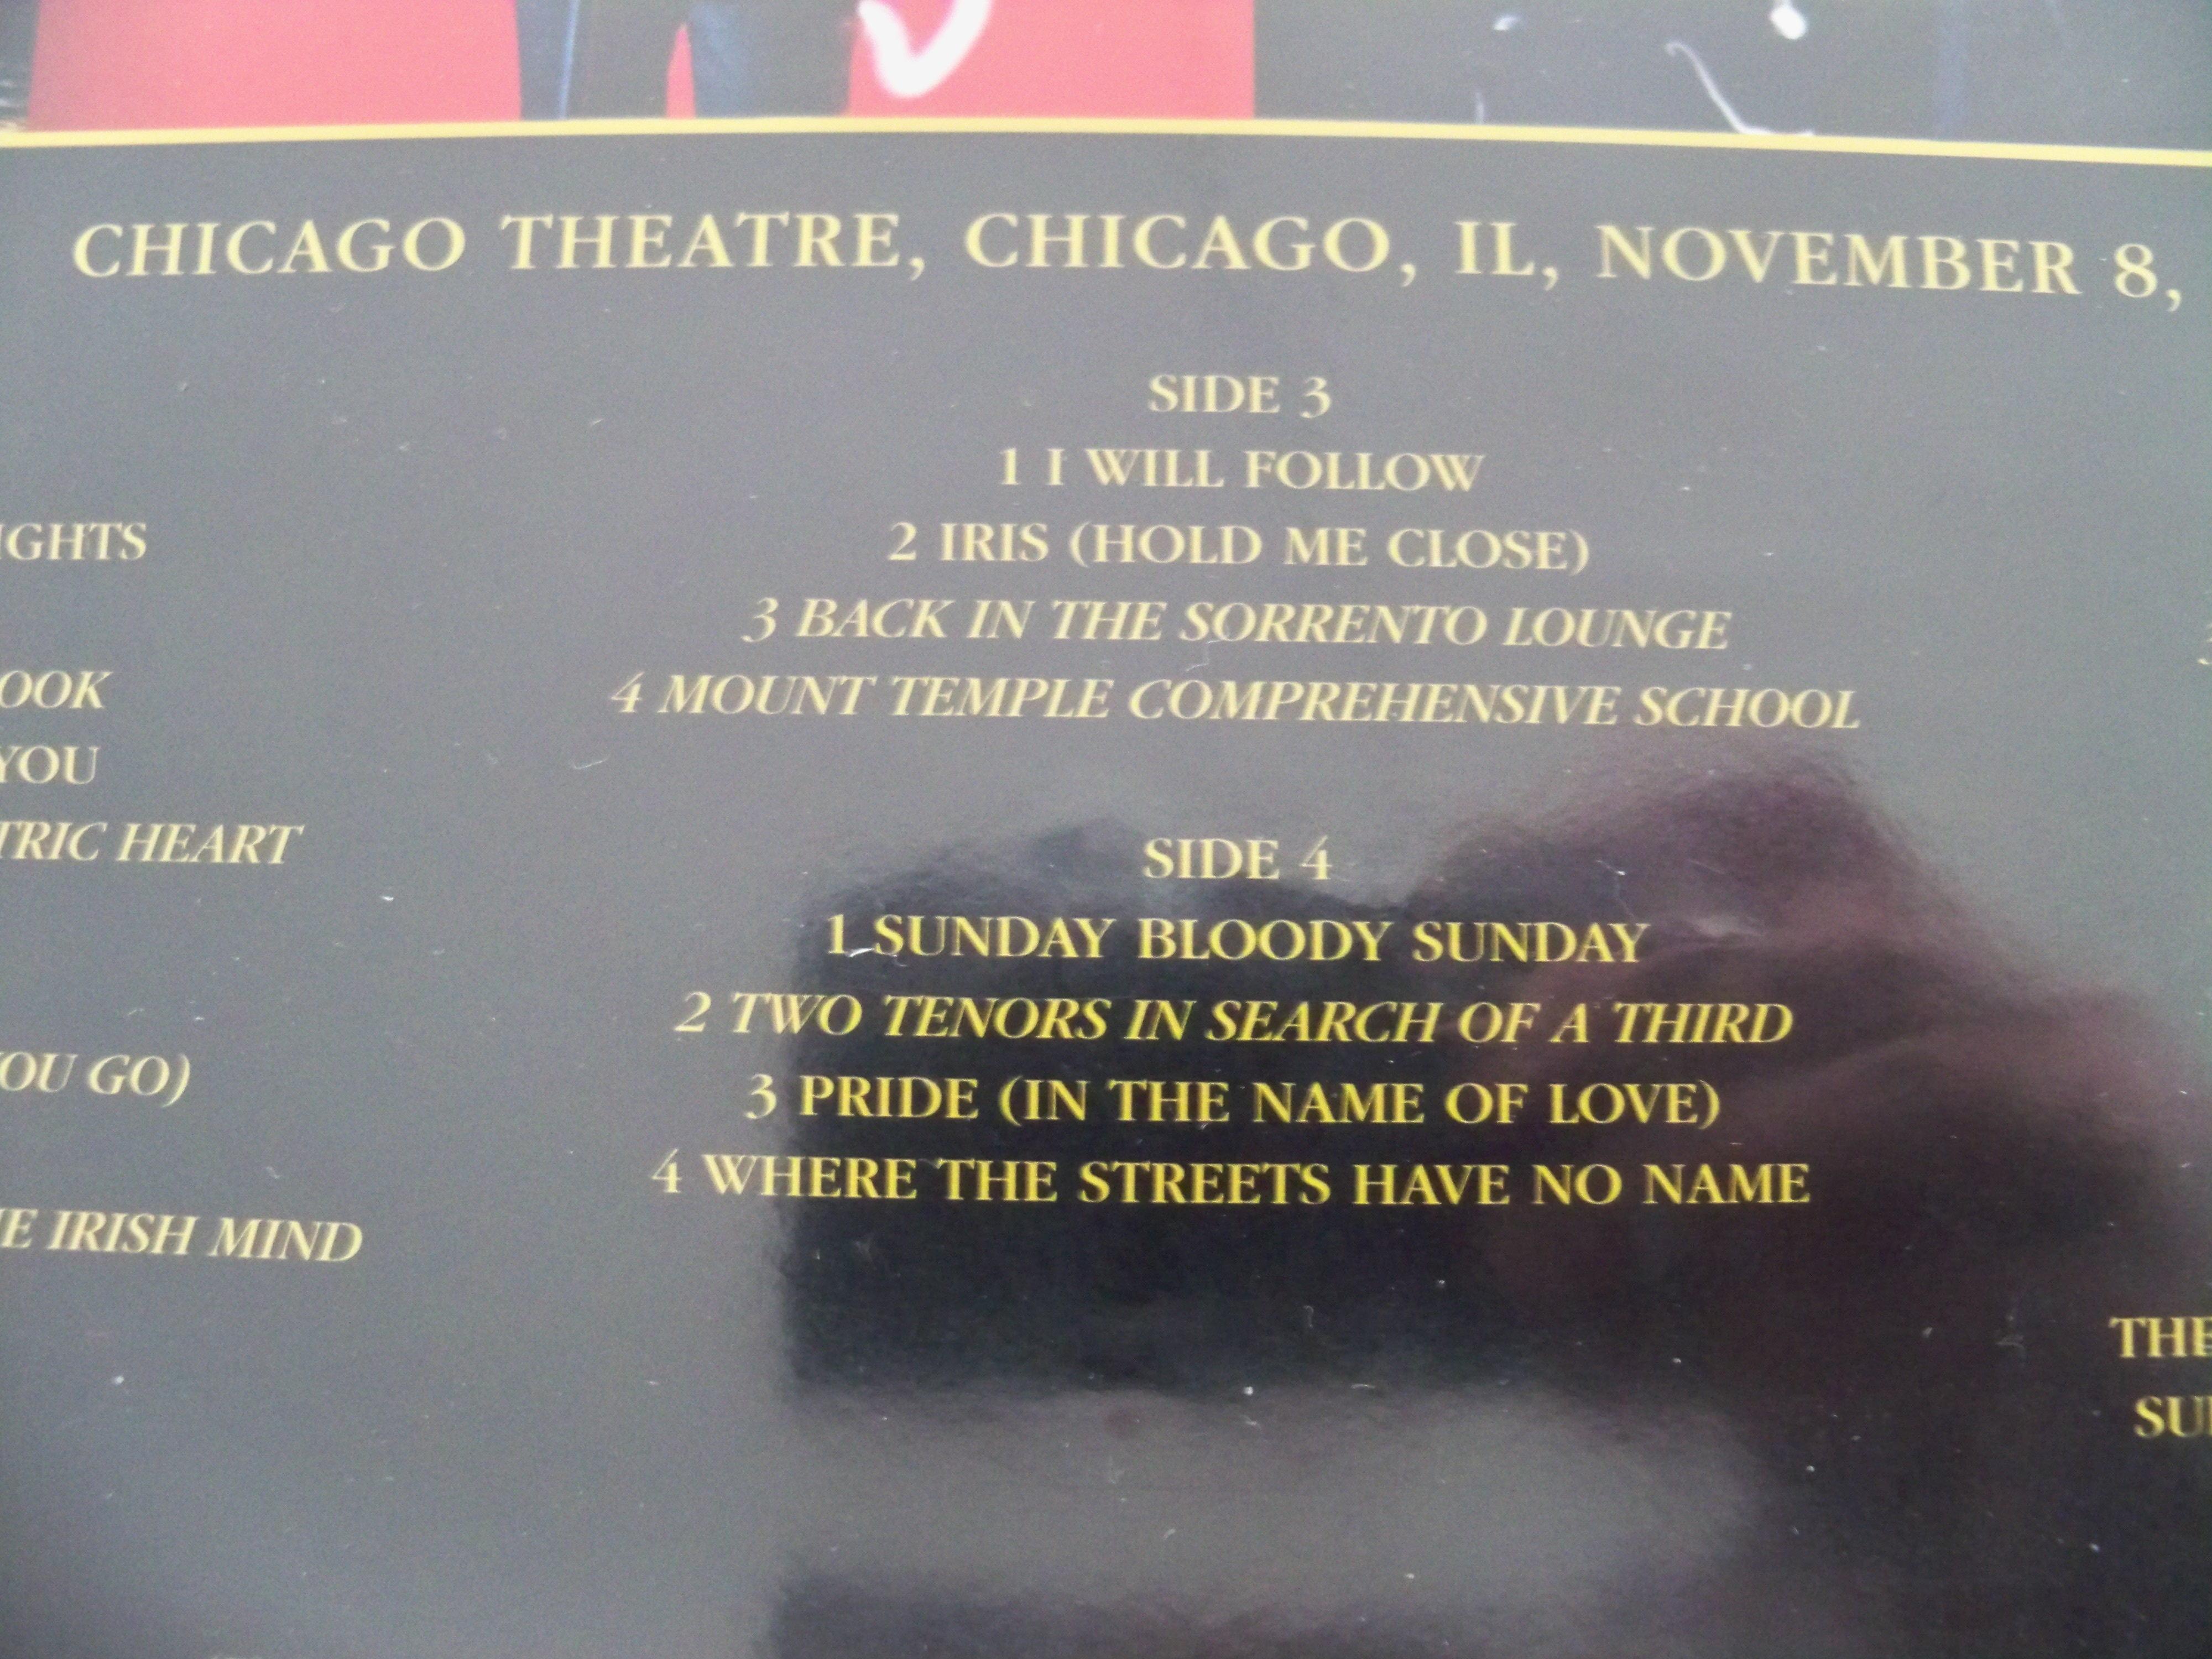 CHICAGO THEATRE, CHICAGO, IL, NOVEMBER 8,
SIDE 3
1 I WILL FOLLOW
2 IRIS (HOLD ME CLOSE)
3 BACK IN THE SORRENTO LOUNGE
4 MOUNT TEMPLE COMPREHENSIVE SCHOOL
SIDE 4
1 SUNDAY BLOODY SUNDAY
2 TWO TENORS IN SEARCH OF A THIRD
3 PRIDE (IN THE NAME OF LOVE)
4 WHERE THE STREETS HAVE NO NAME
IGHTS
OOK
YOU
TRIC HEART
OU GO)
E IRISH MIND
THE
SU